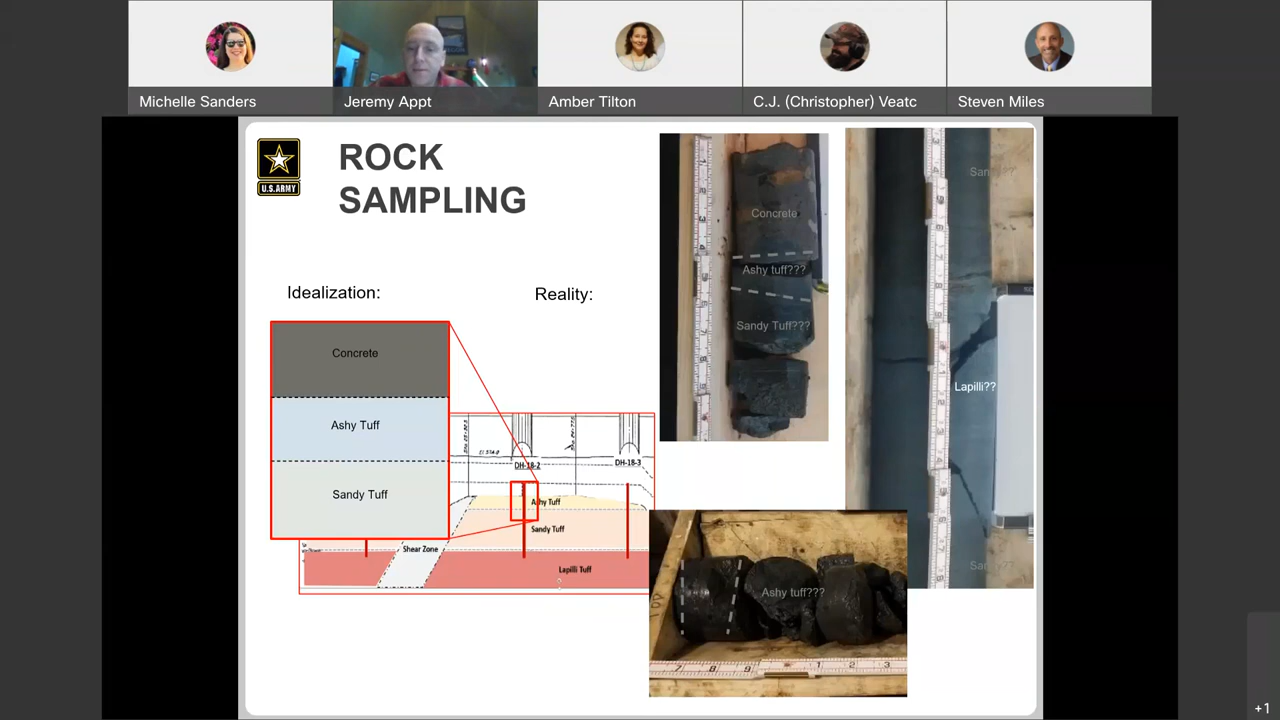 Michelle Sanders
Jeremy Appt
Amber Tilton
C.J. (Christopher) Veatc
Steven Miles
U.S.ARMY
ROCK
SAMPLING
Idealization:
Reality:
Concrete
Ashy Tuff
Sandy Tuff
DH-18-2
DH-18-3
Ashy Tuff
Sandy Tuff
Shear Zone
Lapilli Tuff
Concrete
Ashy tuff???
Sandy Tuff???
Lapilli??
Ashy tuff???
+1